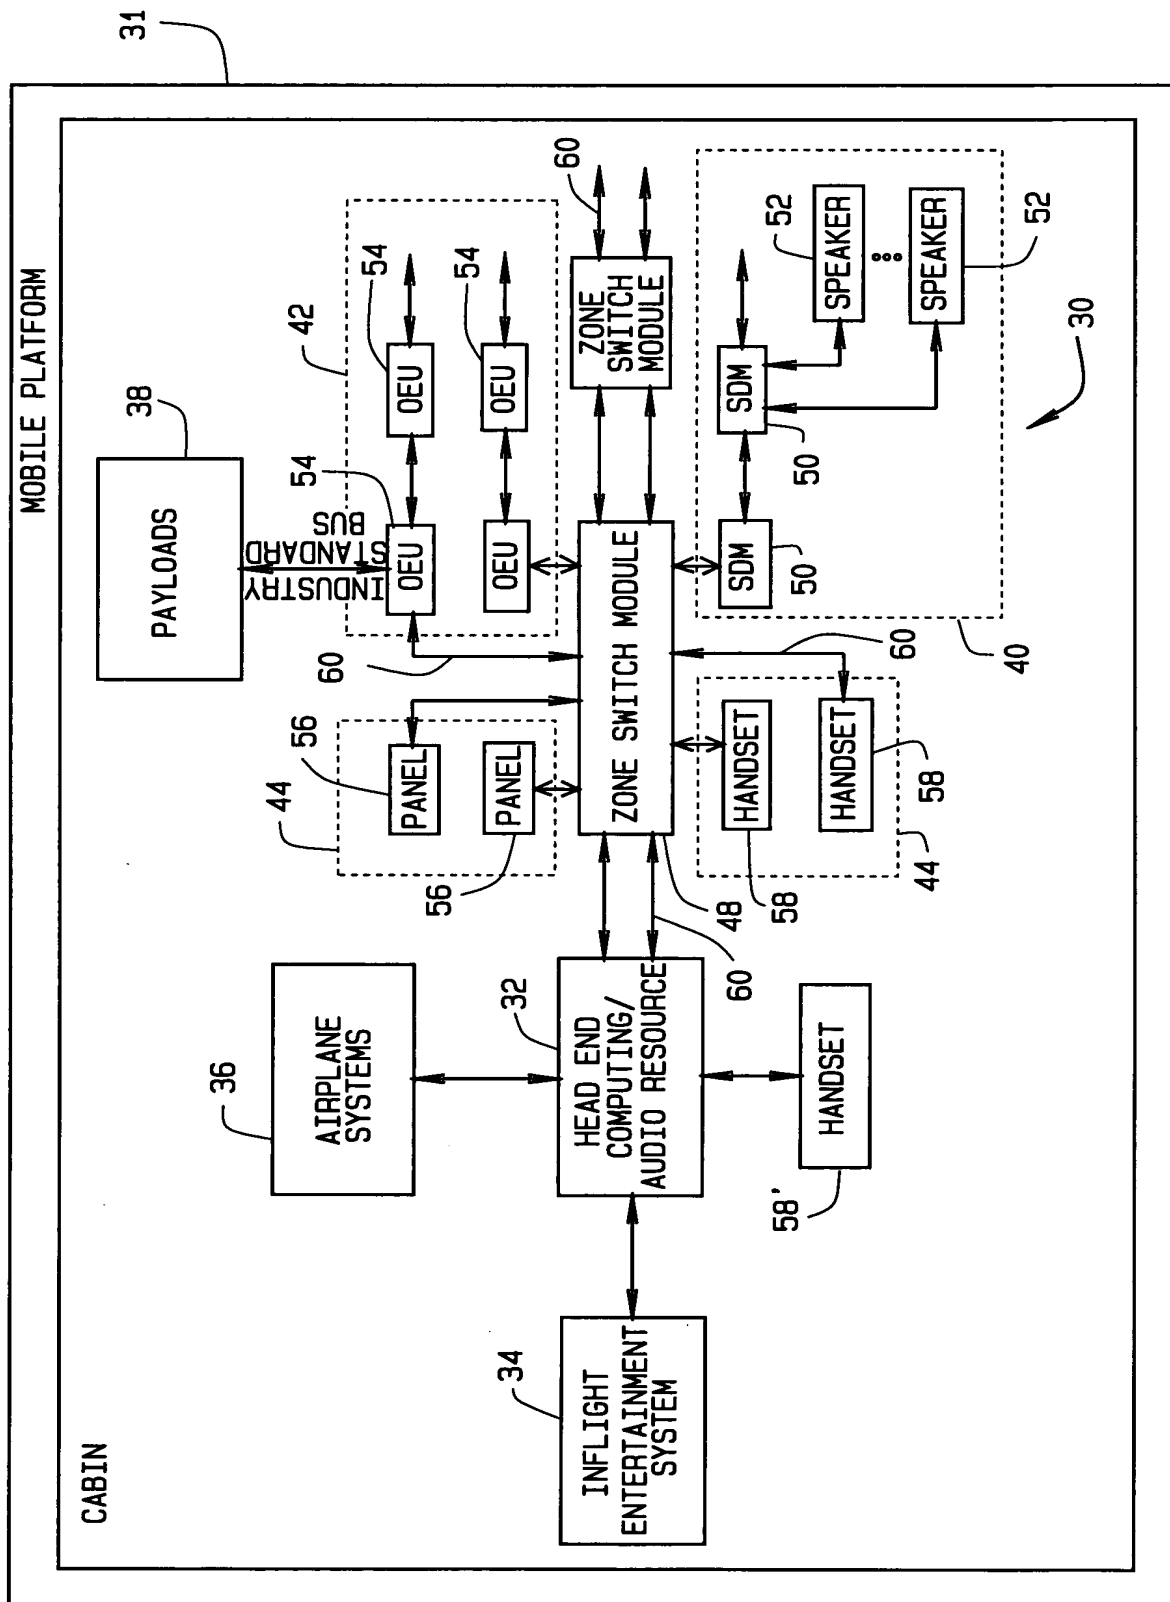 31
MOBILE PLATFORM
CABIN
38
PAYLOADS
INDUSTRY
STANDARD
BUS
42
54
OEU
54
OEU
54
OEU
OEU
60
60
44
56
PANEL
PANEL
56
36
AIRPLANE
SYSTEMS
34
INFLIGHT
ENTERTAINMENT
SYSTEM
32
HEAD END
COMPUTING/
AUDIO RESOURCE
60
48
ZONE SWITCH MODULE
ZONE
SWITCH
MODULE
HANDSET
58'
HANDSET
58
HANDSET
58
44
60
SDM
50
SDM
50
40
52
SPEAKER
SPEAKER
52
30